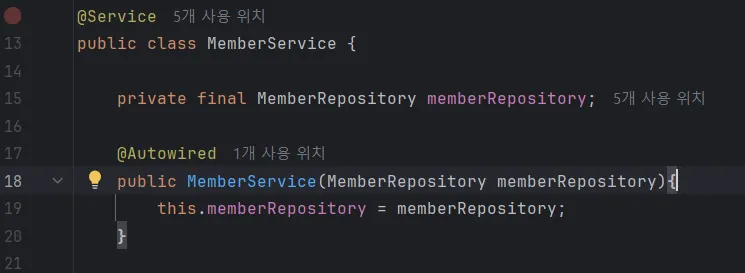 @Service 5개 사용 위치
13 public class MemberService {
14
15 private final MemberRepository memberRepository; 5개 사용 위치
16
17 @Autowired 1개 사용 위치
18 public MemberService(MemberRepository memberRepository){
19 this.memberRepository = memberRepository;
20 }
21